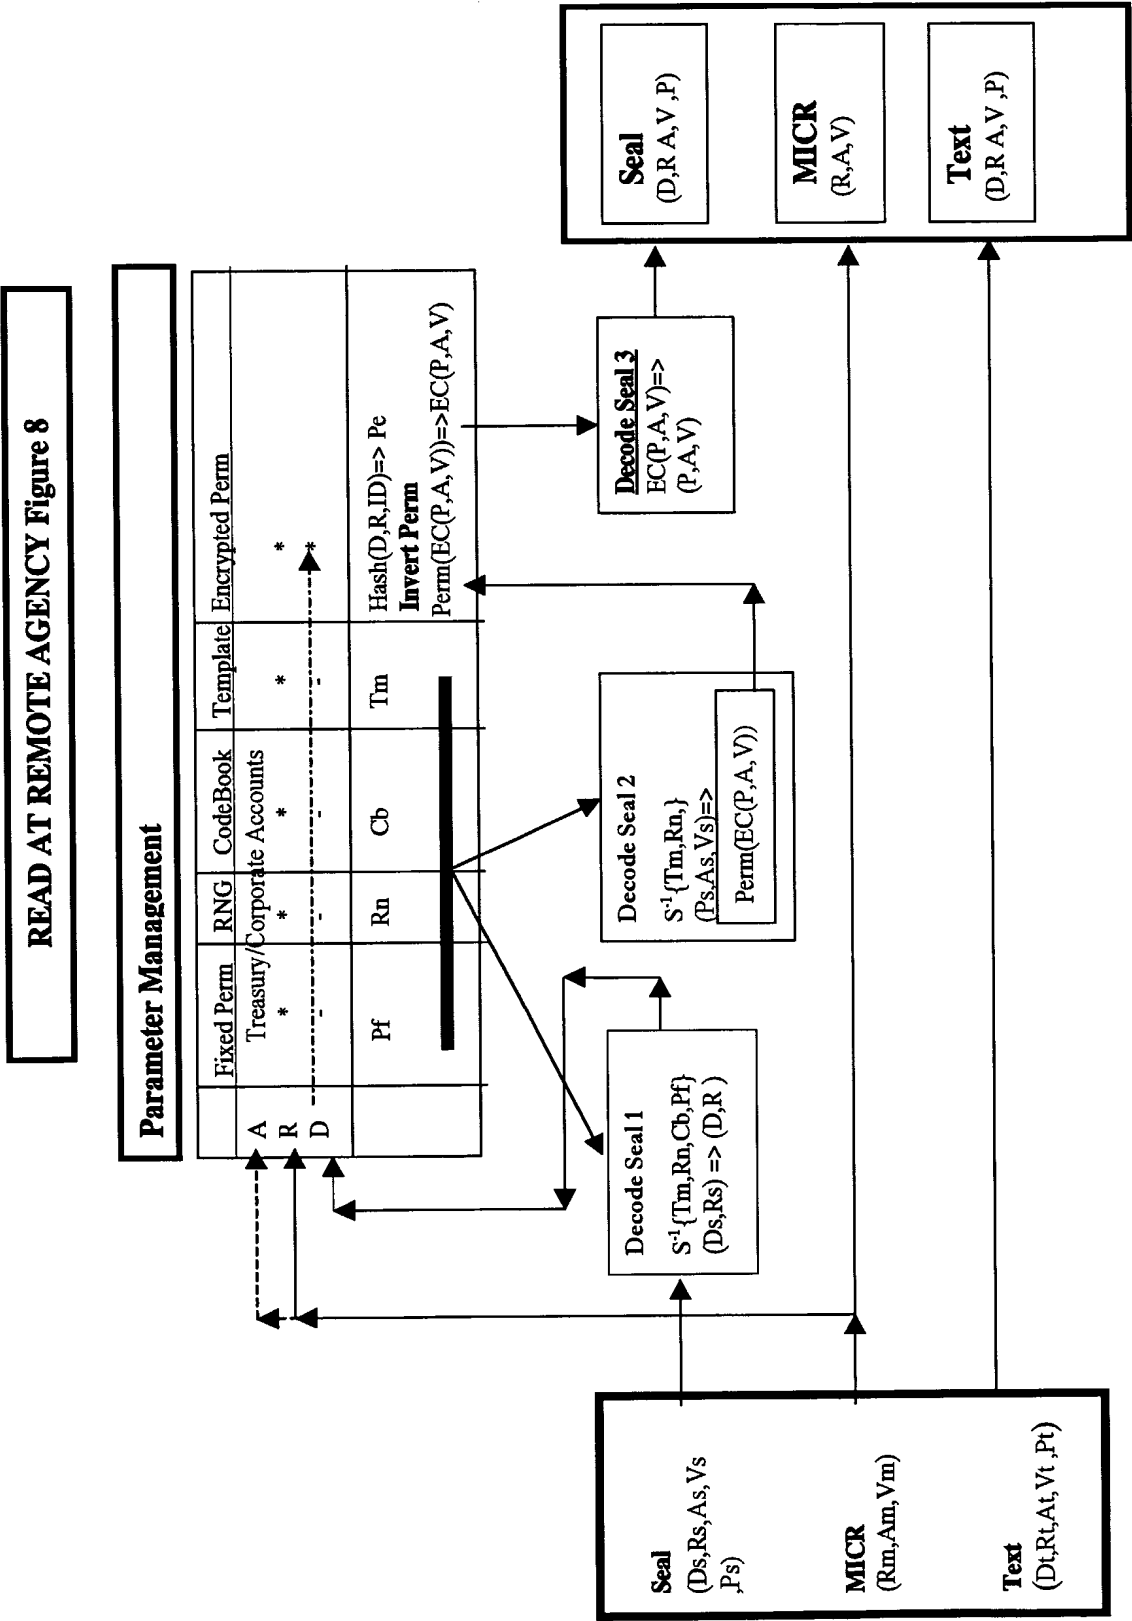 READ AT REMOTE AGENCY Figure 8
Parameter Management
Fixed Perm RNG CodeBook Template Encrypted Perm
A Treasury/Corporate Accounts
R * * * * *
D - - - - *
Pf Rn Cb Tm Hash(D,R,ID)=> Pe
Invert Perm
Perm(EC(P,A,V))=>EC(P,A,V)
Seal
(Ds,Rs,As,Vs
,Ps)
MICR
(Rm,Am,Vm)
Text
(Dt,Rt,At,Vt ,Pt)
Decode Seal 1
S⁻¹{Tm,Rn,Cb,Pf}
(Ds,Rs) => (D,R )
Decode Seal 2
S⁻¹{Tm,Rn,}
(Ps,As,Vs)=>
Perm(EC(P,A,V))
Decode Seal 3
EC(P,A,V)=>
(P,A,V)
Seal
(D,R A,V ,P)
MICR
(R,A,V)
Text
(D,R A,V ,P)